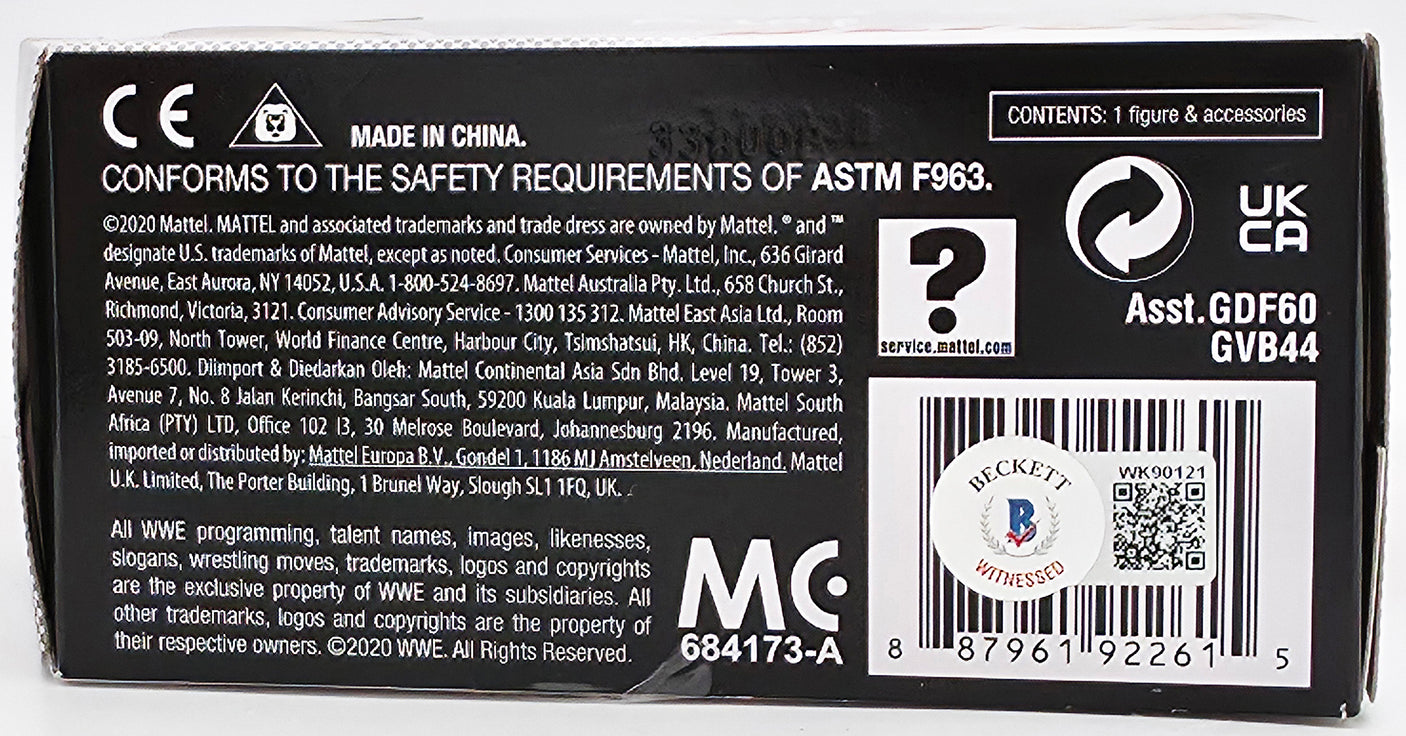 CE
MADE IN CHINA.
CONTENTS: 1 figure & accessories
CONFORMS TO THE SAFETY REQUIREMENTS OF ASTM F963.
©2020 Mattel. MATTEL and associated trademarks and trade dress are owned by Mattel. ® and ™
designate U.S. trademarks of Mattel, except as noted. Consumer Services - Mattel, Inc., 636 Girard
Avenue, East Aurora, NY 14052, U.S.A. 1-800-524-8697. Mattel Australia Pty. Ltd., 658 Church St.,
Richmond, Victoria, 3121. Consumer Advisory Service - 1300 135 312. Mattel East Asia Ltd., Room
503-09, North Tower, World Finance Centre, Harbour City, Tsimshatsui, HK, China. Tel.: (852)
3185-6500. Diimport & Diedarkan Oleh: Mattel Continental Asia Sdn Bhd. Level 19, Tower 3,
Avenue 7, No. 8 Jalan Kerinchi, Bangsar South, 59200 Kuala Lumpur, Malaysia. Mattel South
Africa (PTY) LTD, Office 102 I3, 30 Melrose Boulevard, Johannesburg 2196. Manufactured,
imported or distributed by: Mattel Europa B.V., Gondel 1, 1186 MJ Amstelveen, Nederland. Mattel
U.K. Limited, The Porter Building, 1 Brunel Way, Slough SL1 1FQ, UK.
All WWE programming, talent names, images, likenesses,
slogans, wrestling moves, trademarks, logos and copyrights
are the exclusive property of WWE and its subsidiaries. All
other trademarks, logos and copyrights are the property of
their respective owners. ©2020 WWE. All Rights Reserved.
MC
684173-A
?
service.mattel.com
UK
CA
Asst.GDF60
GVB44
BECKETT
B
WITNESSED
WK90121
8 87961 92261 5